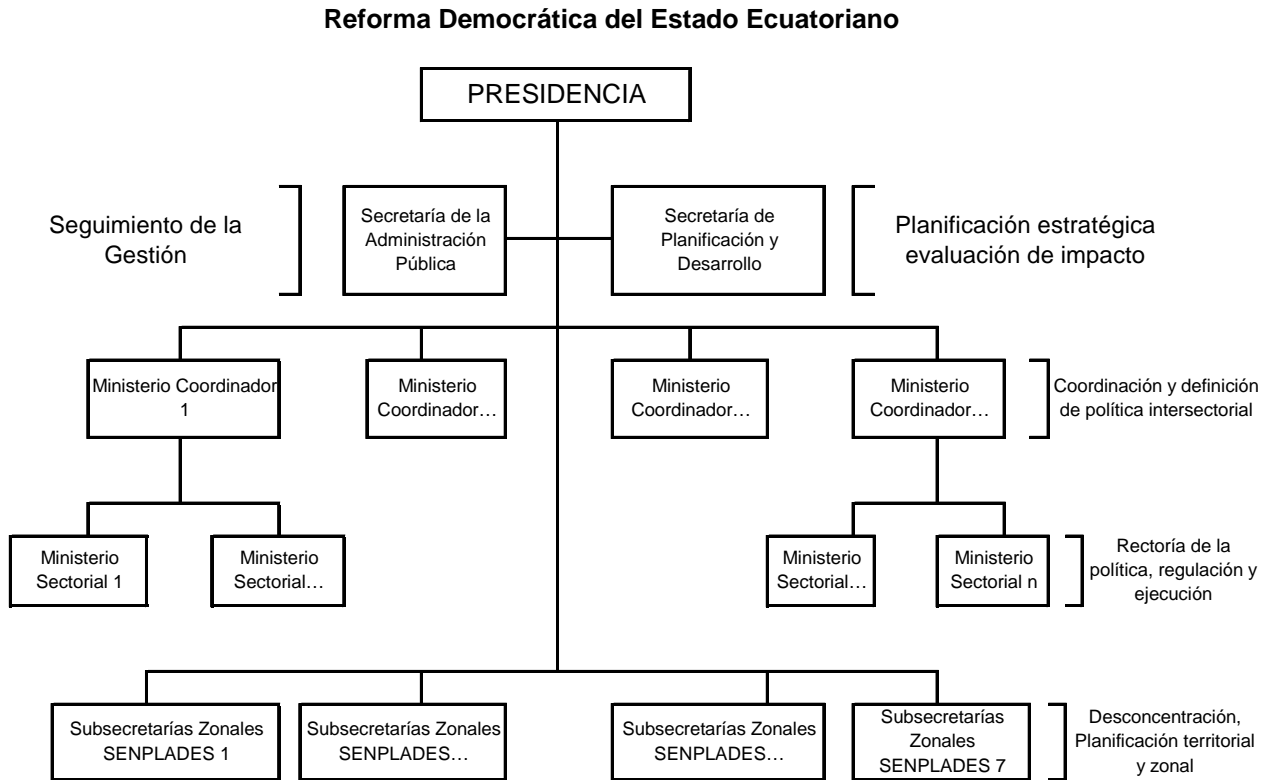 Reforma Democrática del Estado Ecuatoriano
PRESIDENCIA
Seguimiento de la
Gestión
Secretaría de la
Administración
Pública
Secretaría de
Planificación y
Desarrollo
Planificación estratégica
evaluación de impacto
Ministerio Coordinador
1
Ministerio
Coordinador…
Ministerio
Coordinador…
Ministerio
Coordinador…
Coordinación y definición
de política intersectorial
Ministerio
Sectorial 1
Ministerio
Sectorial…
Ministerio
Sectorial…
Ministerio
Sectorial n
Rectoría de la
política, regulación y
ejecución
Subsecretarías Zonales
SENPLADES 1
Subsecretarías Zonales
SENPLADES…
Subsecretarías Zonales
SENPLADES…
Subsecretarías
Zonales
SENPLADES 7
Desconcentración,
Planificación territorial
y zonal